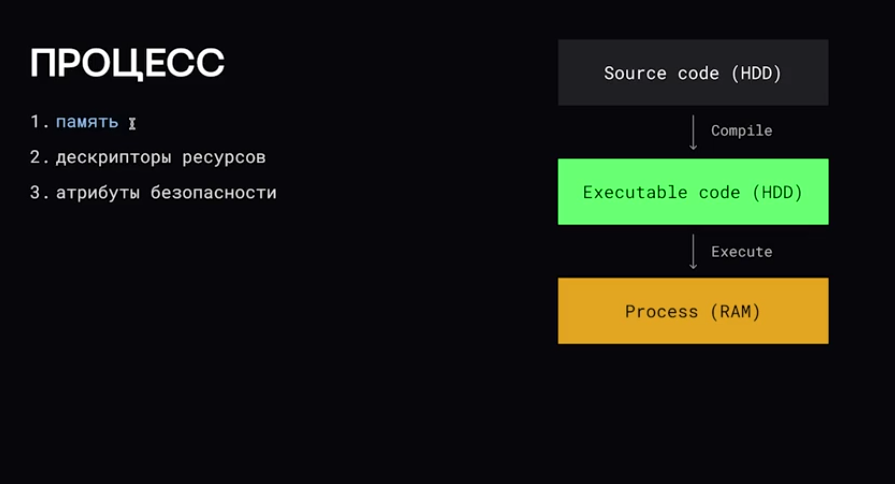 ПРОЦЕСС
1. память
2. дескрипторы ресурсов
3. атрибуты безопасности
Source code (HDD)
Compile
Executable code (HDD)
Execute
Process (RAM)